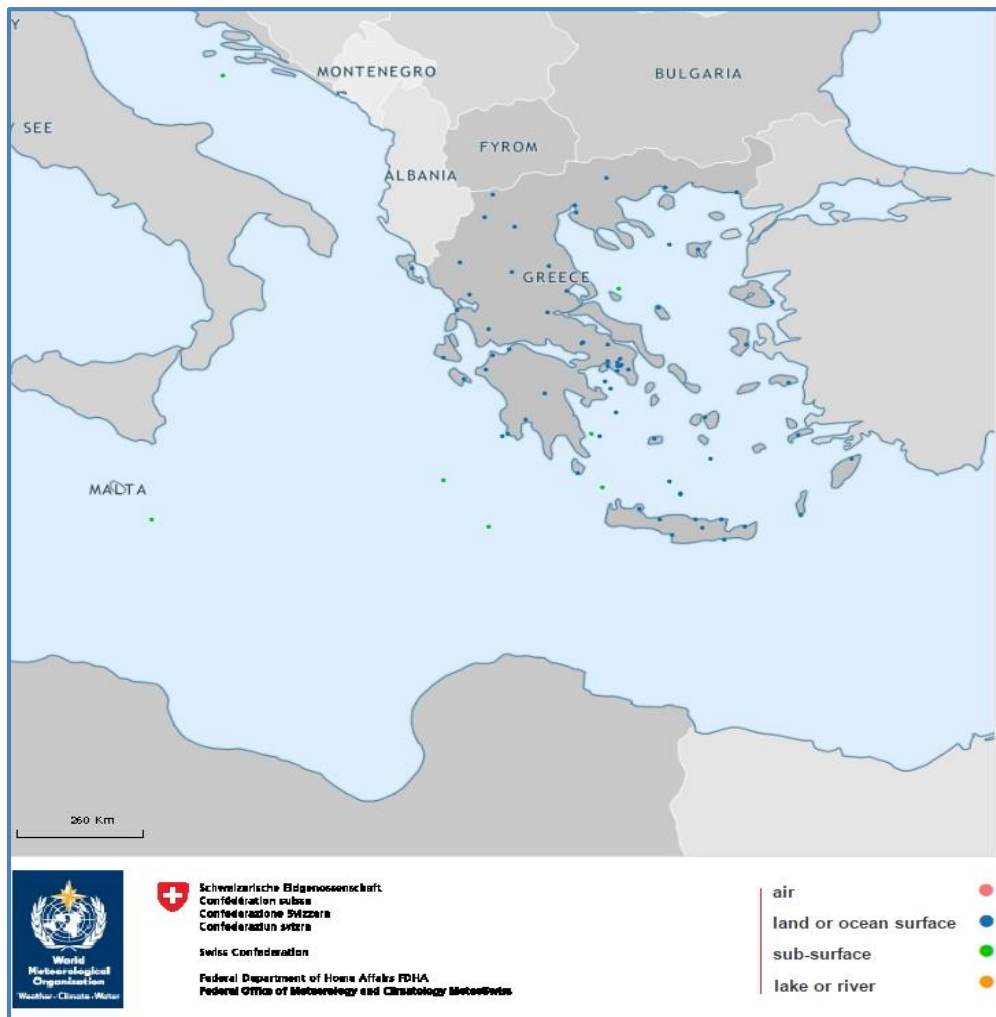 Y
MONTENEGRO
BULGARIA
Y SEE
FYROM
ALBANIA
GREECE
MALTA
260 Km
World
Meteorological
Organization
Weather · Climate · Water
Schweizerische Eidgenossenschaft
Confédération suisse
Confederazione Svizzera
Confederaziun svizra
Swiss Confederation
Federal Department of Home Affairs FDHA
Federal Office of Meteorology and Climatology MeteoSwiss
air
land or ocean surface
sub-surface
lake or river